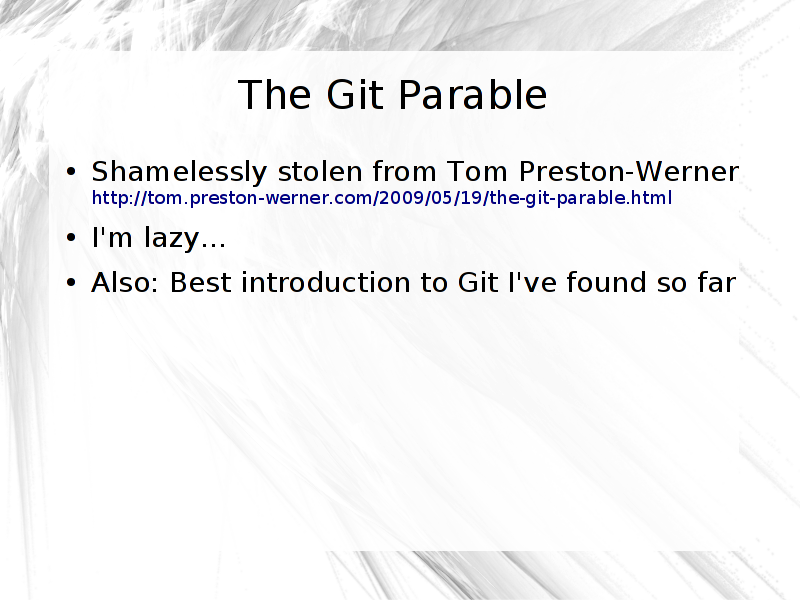 The Git Parable
• Shamelessly stolen from Tom Preston-Werner
http://tom.preston-werner.com/2009/05/19/the-git-parable.html
• I'm lazy...
• Also: Best introduction to Git I've found so far